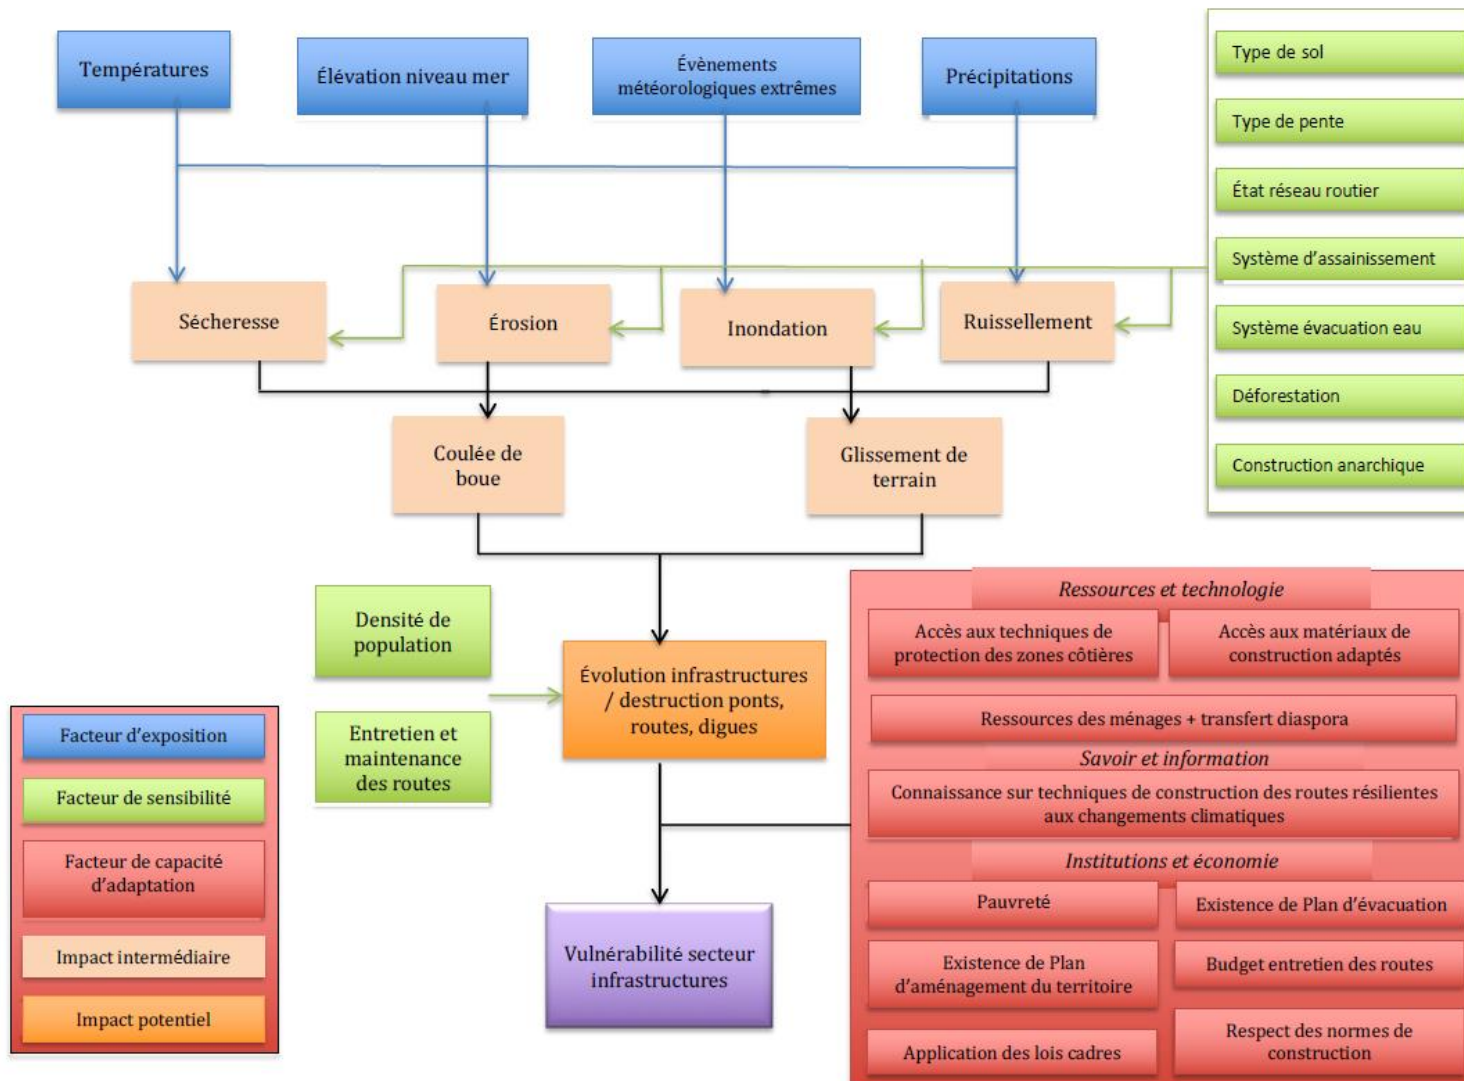 Températures
Élévation niveau mer
Évènements
météorologiques extrêmes
Précipitations
Type de sol
Type de pente
État réseau routier
Système d'assainissement
Système évacuation eau
Déforestation
Construction anarchique
Sécheresse
Érosion
Inondation
Ruissellement
Coulée de
boue
Glissement de
terrain
Densité de
population
Entretien et
maintenance
des routes
Évolution infrastructures
/ destruction ponts,
routes, digues
Vulnérabilité secteur
infrastructures
Facteur d'exposition
Facteur de sensibilité
Facteur de capacité
d'adaptation
Impact intermédiaire
Impact potentiel
Ressources et technologie
Accès aux techniques de
protection des zones côtières
Accès aux matériaux de
construction adaptés
Ressources des ménages + transfert diaspora
Savoir et information
Connaissance sur techniques de construction des routes résilientes
aux changements climatiques
Institutions et économie
Pauvreté
Existence de Plan d'évacuation
Existence de Plan
d'aménagement du territoire
Budget entretien des routes
Application des lois cadres
Respect des normes de
construction